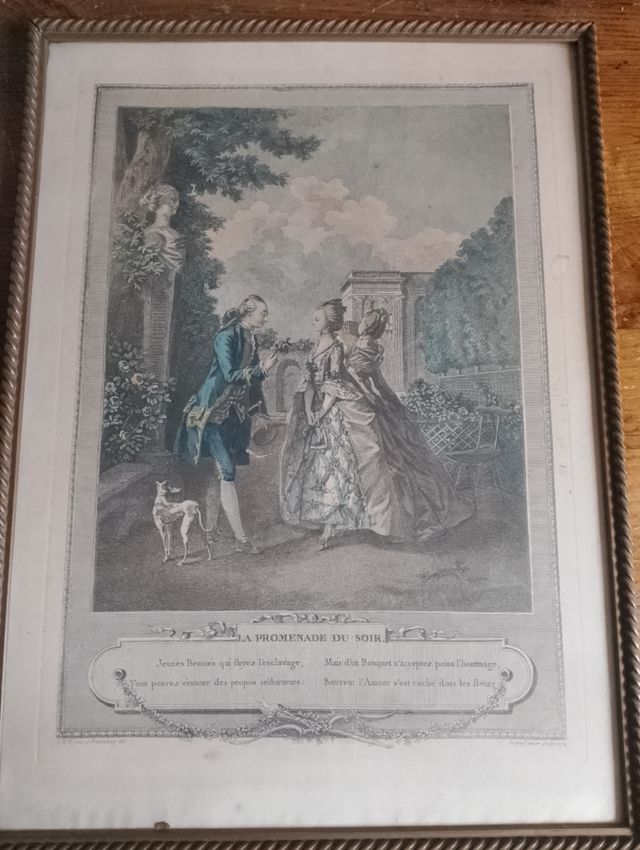 LA PROMENADE DU SOIR.
Jeunes Beautés qui fuyez l'esclavage,
Vous pouvez écouter des propos séducteurs:
Mais d'un Bouquet n'acceptez point l'hommage,
Souvent l'Amour s'est caché dans les fleurs.